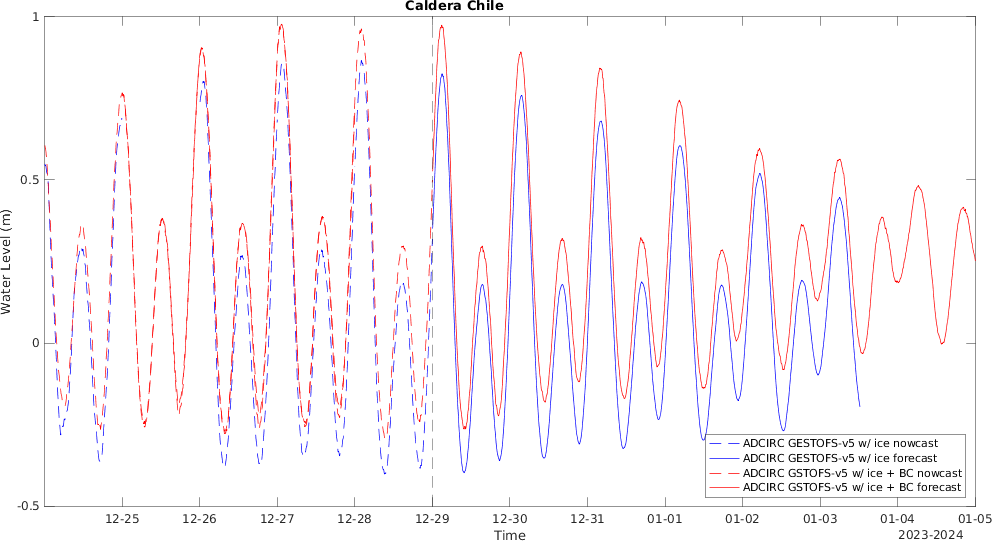 Caldera Chile
1
0.5
0
-0.5
Water Level (m)
12-25 12-26 12-27 12-28 12-29 12-30 12-31 01-01 01-02 01-03 01-04 01-05
Time
2023-2024
ADCIRC GESTOFS-v5 w/ ice nowcast
ADCIRC GESTOFS-v5 w/ ice forecast
ADCIRC GSTOFS-v5 w/ ice + BC nowcast
ADCIRC GSTOFS-v5 w/ ice + BC forecast